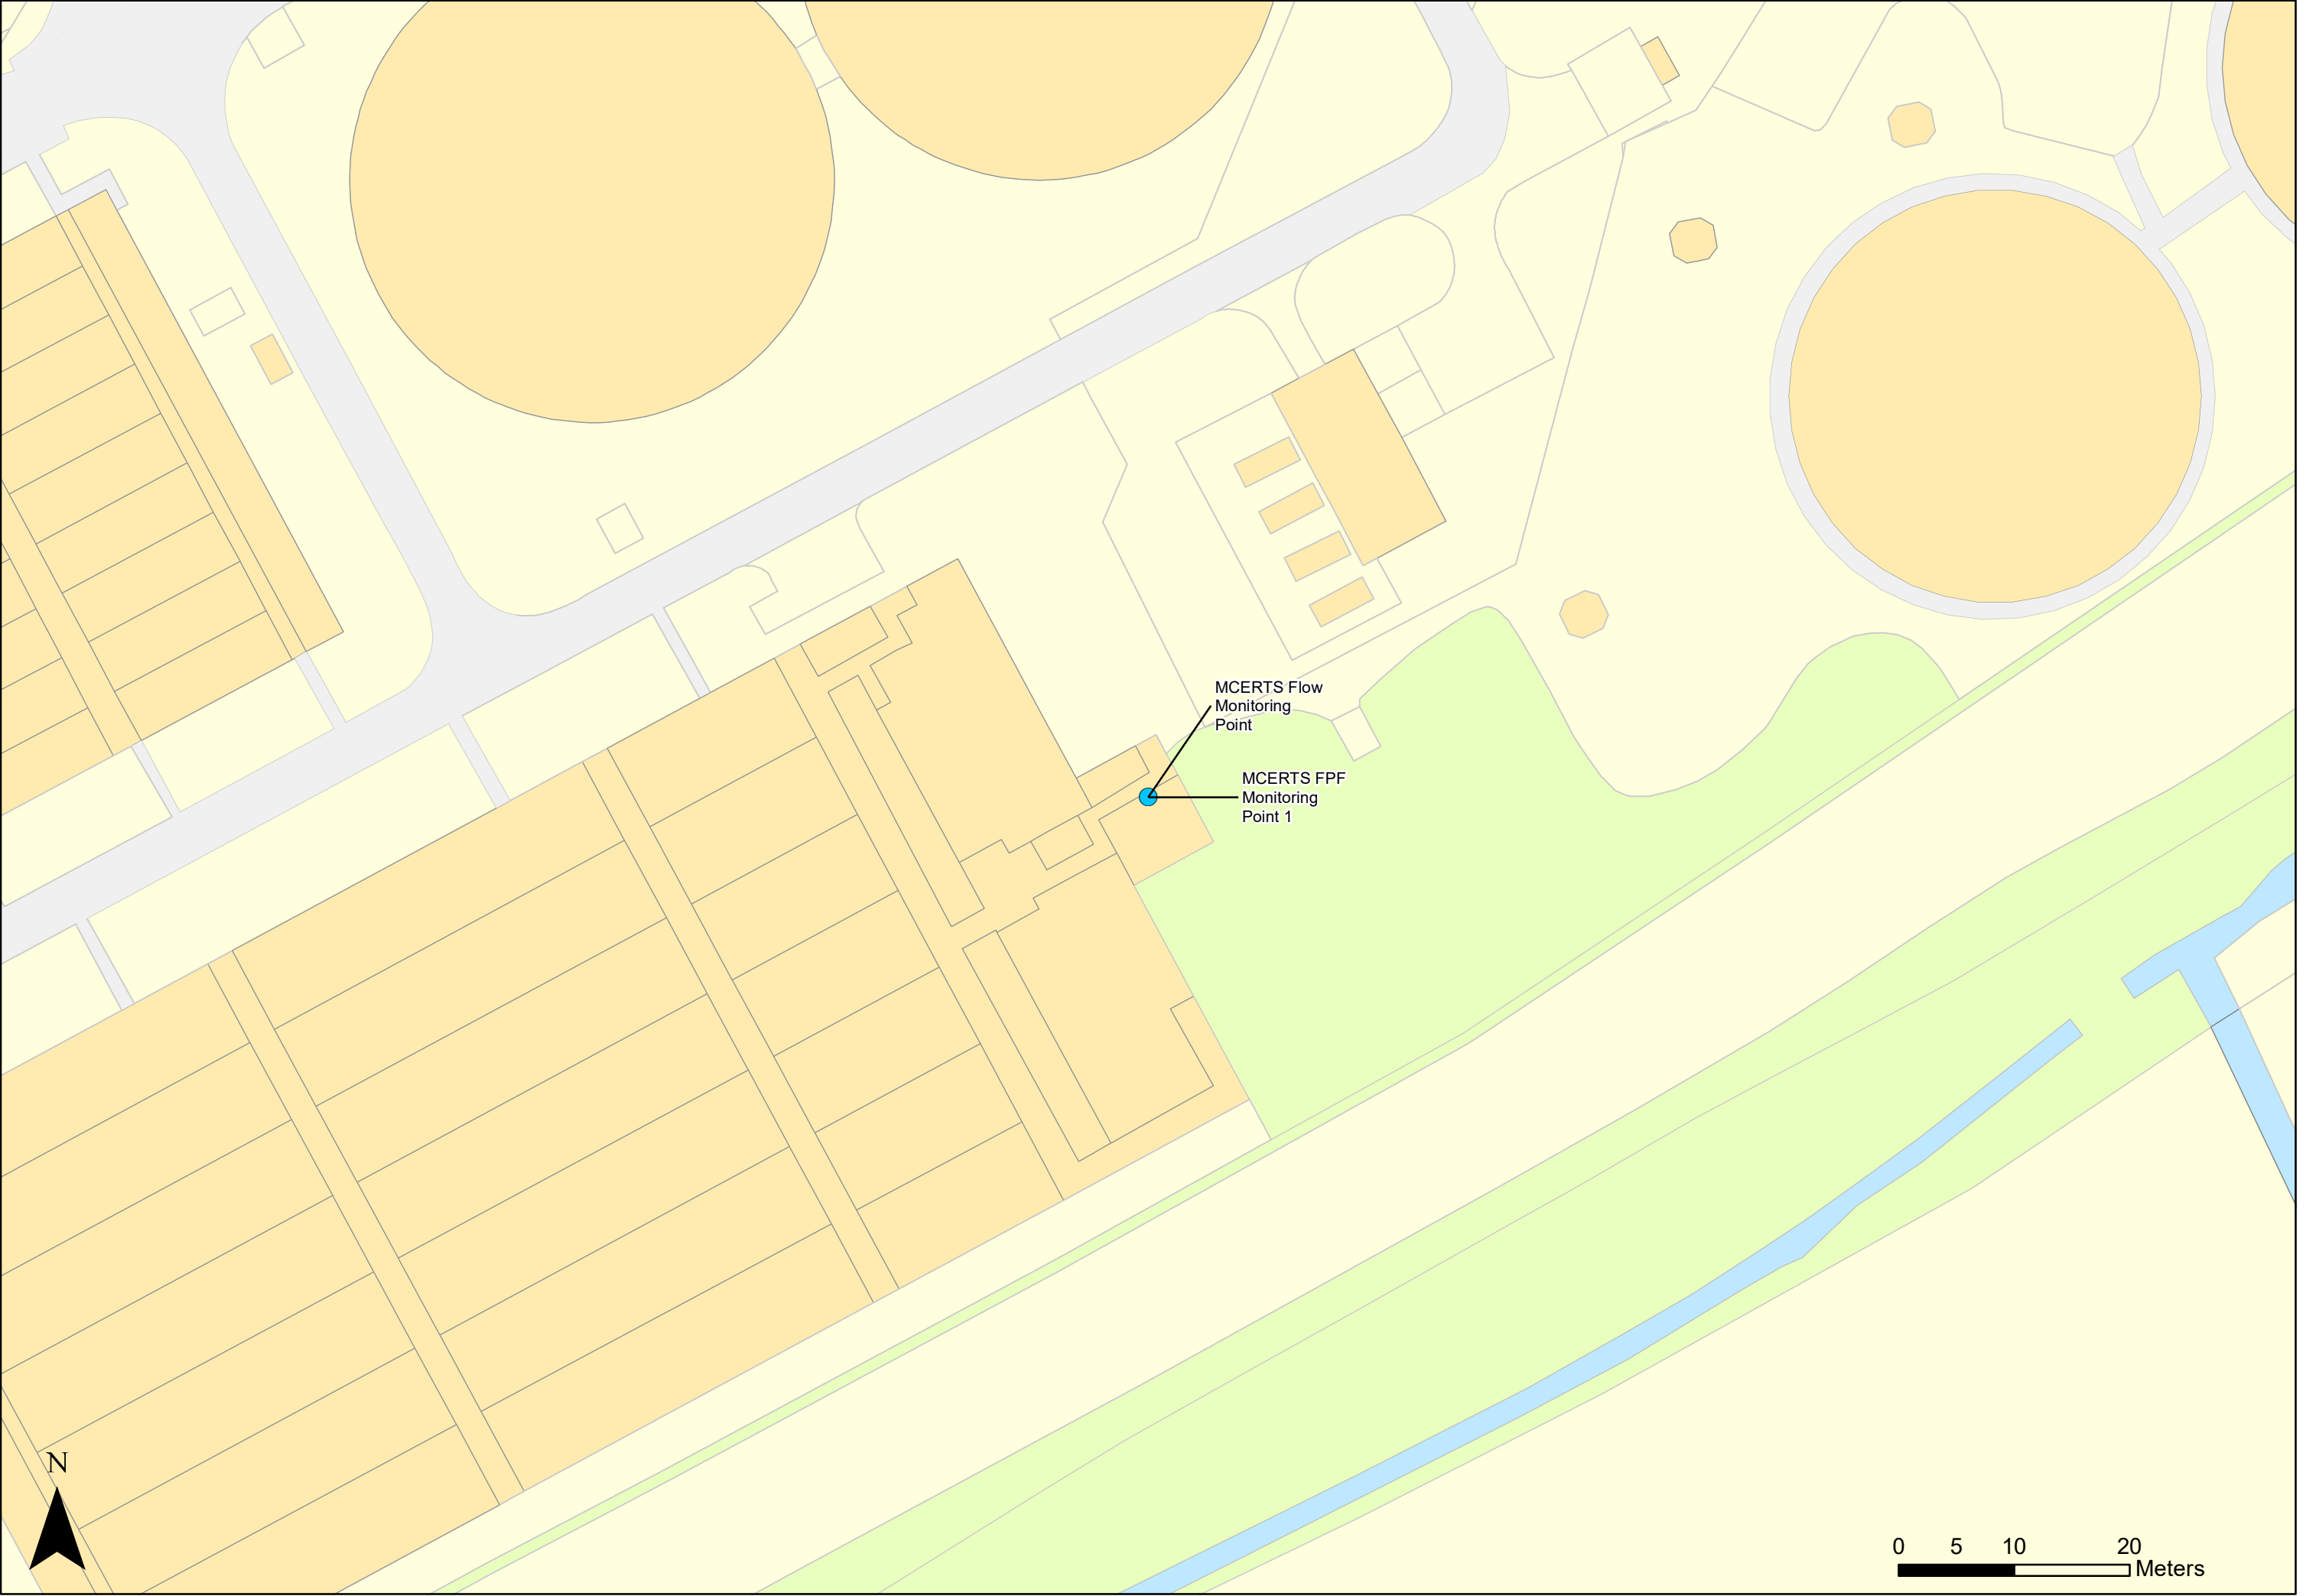 MCERTS Flow
Monitoring
Point
MCERTS FPF
Monitoring
Point 1
N
0 5 10 20
Meters